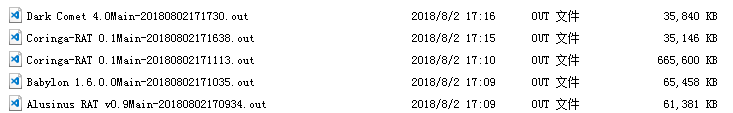 Dark Comet 4.0Main-20180802171730.out 2018/8/2 17:16 OUT 文件 35,840 KB
Coringa-RAT 0.1Main-20180802171638.out 2018/8/2 17:15 OUT 文件 35,146 KB
Coringa-RAT 0.1Main-20180802171113.out 2018/8/2 17:10 OUT 文件 665,600 KB
Babylon 1.6.0.0Main-20180802171035.out 2018/8/2 17:09 OUT 文件 65,458 KB
Alusinus RAT v0.9Main-20180802170934.out 2018/8/2 17:09 OUT 文件 61,381 KB